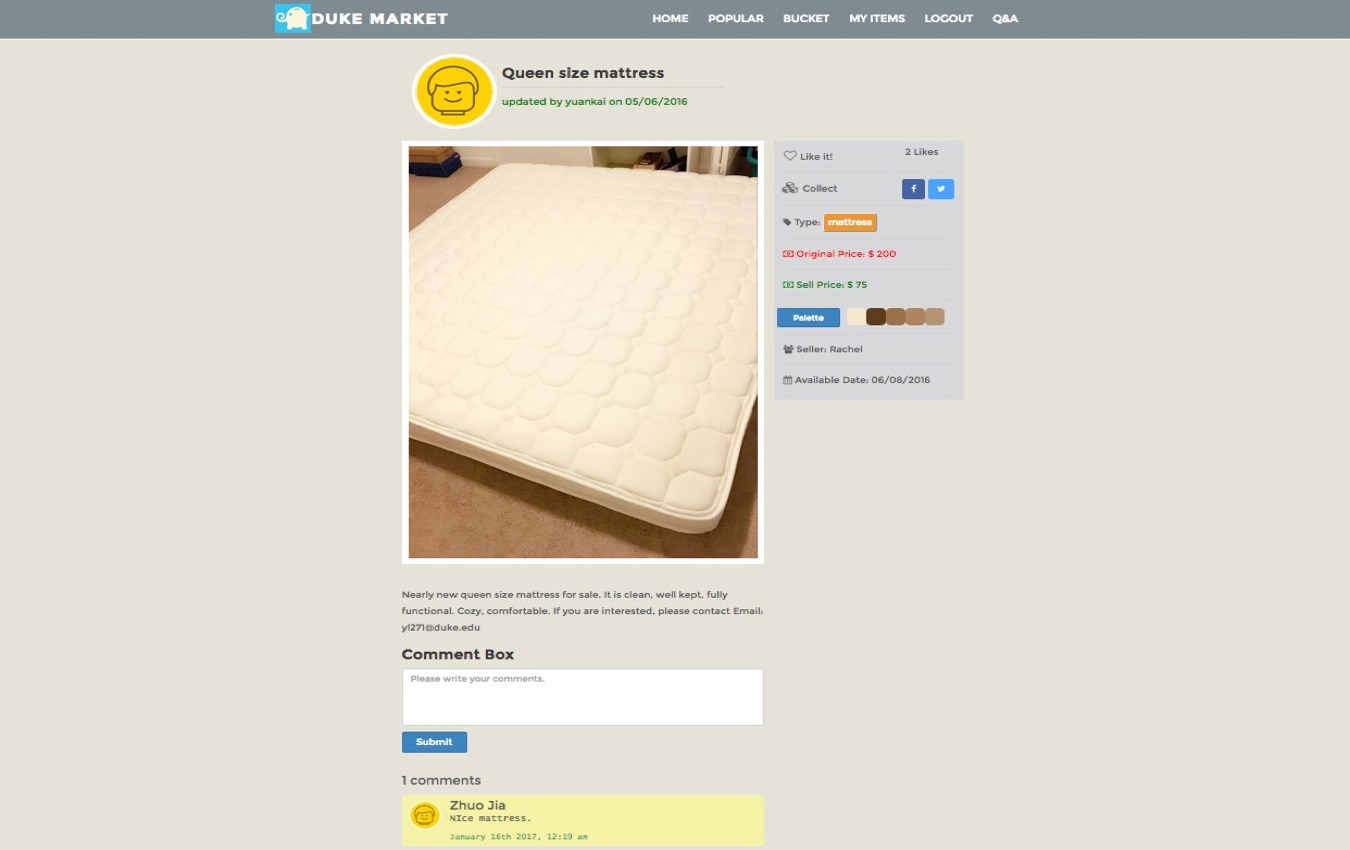 DUKE MARKET
HOME POPULAR BUCKET MY ITEMS LOGOUT Q&A
Queen size mattress
updated by yuankai on 05/06/2016
Like it! 2 Likes
Collect
Type: mattress
Original Price: $ 200
Sell Price: $ 75
Palette
Seller: Rachel
Available Date: 06/08/2016
Nearly new queen size mattress for sale. It is clean, well kept, fully
functional. Cozy, comfortable. If you are interested, please contact Email:
yl271@duke.edu
Comment Box
Please write your comments.
Submit
1 comments
Zhuo Jia
NIce mattress.
January 16th 2017, 12:19 am